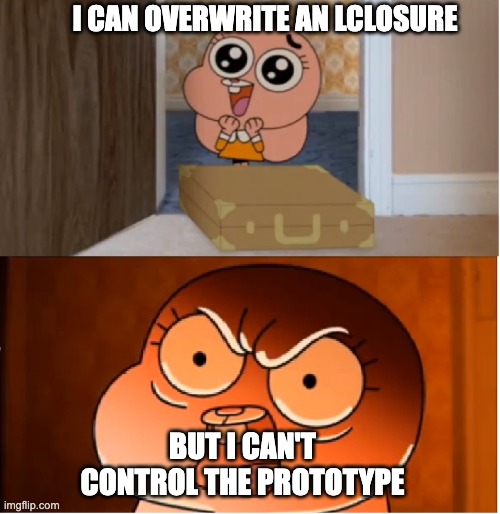 I CAN OVERWRITE AN LCLOSURE
BUT I CAN'T
CONTROL THE PROTOTYPE
imgflip.com